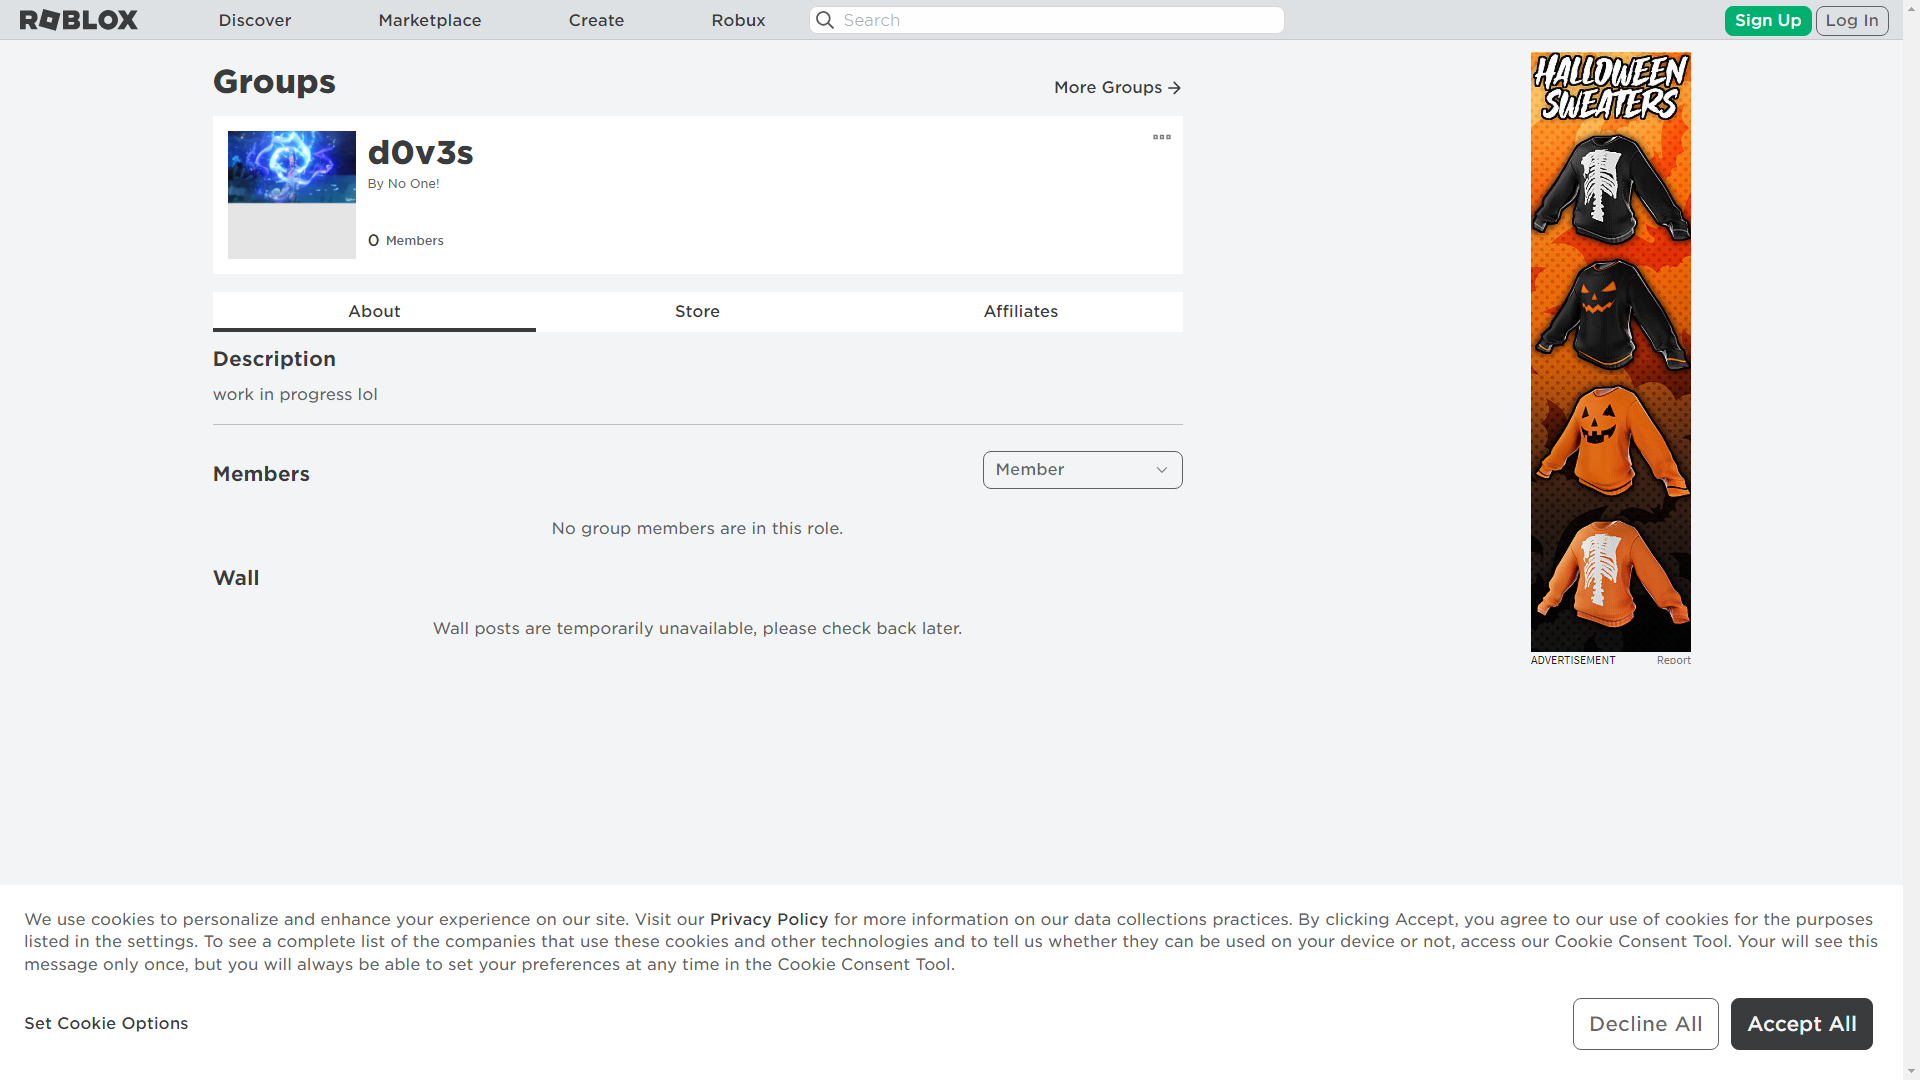 ROBLOX
Discover
Marketplace
Create
Robux
Search
Sign Up
Log In
Groups
More Groups
d0v3s
By No One!
0 Members
About
Store
Affiliates
Description
work in progress lol
Members
Member
No group members are in this role.
Wall
Wall posts are temporarily unavailable, please check back later.
HALLOWEEN
SWEATERS
ADVERTISEMENT
Report
We use cookies to personalize and enhance your experience on our site. Visit our Privacy Policy for more information on our data collections practices. By clicking Accept, you agree to our use of cookies for the purposes
listed in the settings. To see a complete list of the companies that use these cookies and other technologies and to tell us whether they can be used on your device or not, access our Cookie Consent Tool. Your will see this
message only once, but you will always be able to set your preferences at any time in the Cookie Consent Tool.
Set Cookie Options
Decline All
Accept All